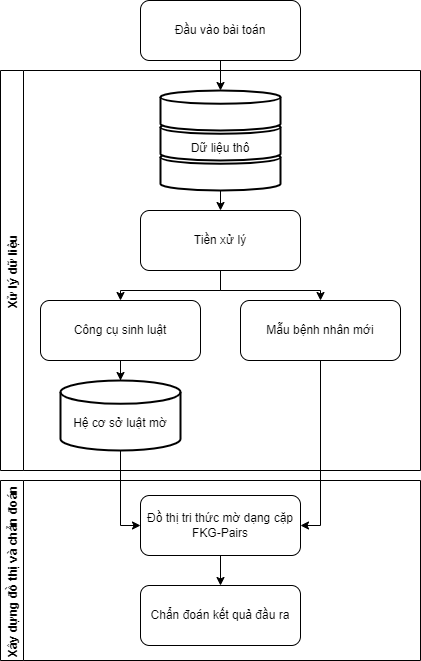 Đầu vào bài toán
Xử lý dữ liệu
Dữ liệu thô
Tiền xử lý
Công cụ sinh luật
Mẫu bệnh nhân mới
Hệ cơ sở luật mờ
Xây dựng đồ thị và chẩn đoán
Đồ thị tri thức mờ dạng cặp
FKG-Pairs
Chẩn đoán kết quả đầu ra